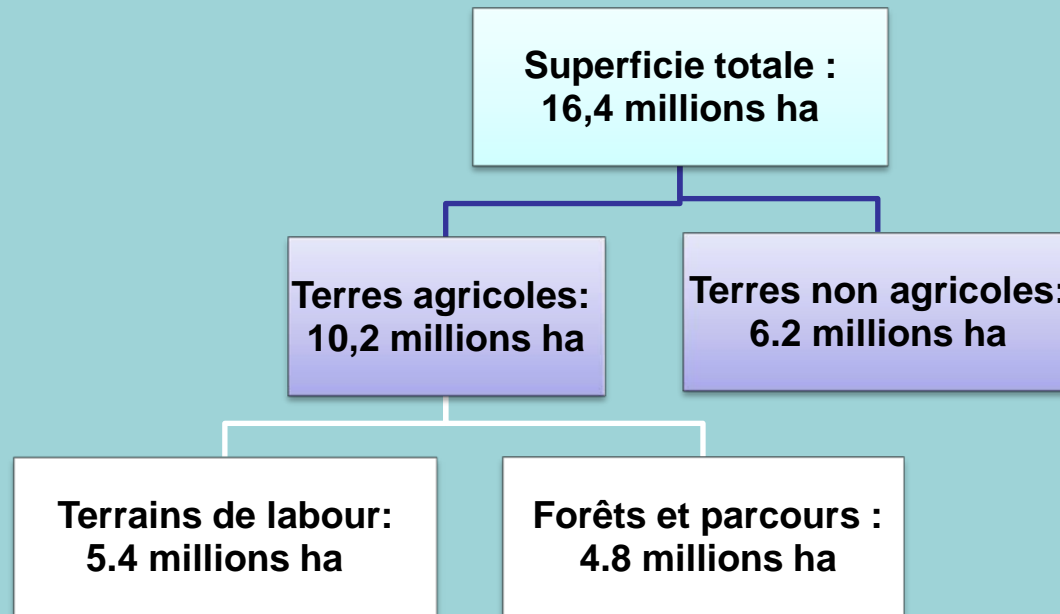 Superficie totale :
16,4 millions ha
Terres agricoles:
10,2 millions ha
Terres non agricoles:
6.2 millions ha
Terrains de labour:
5.4 millions ha
Forêts et parcours :
4.8 millions ha